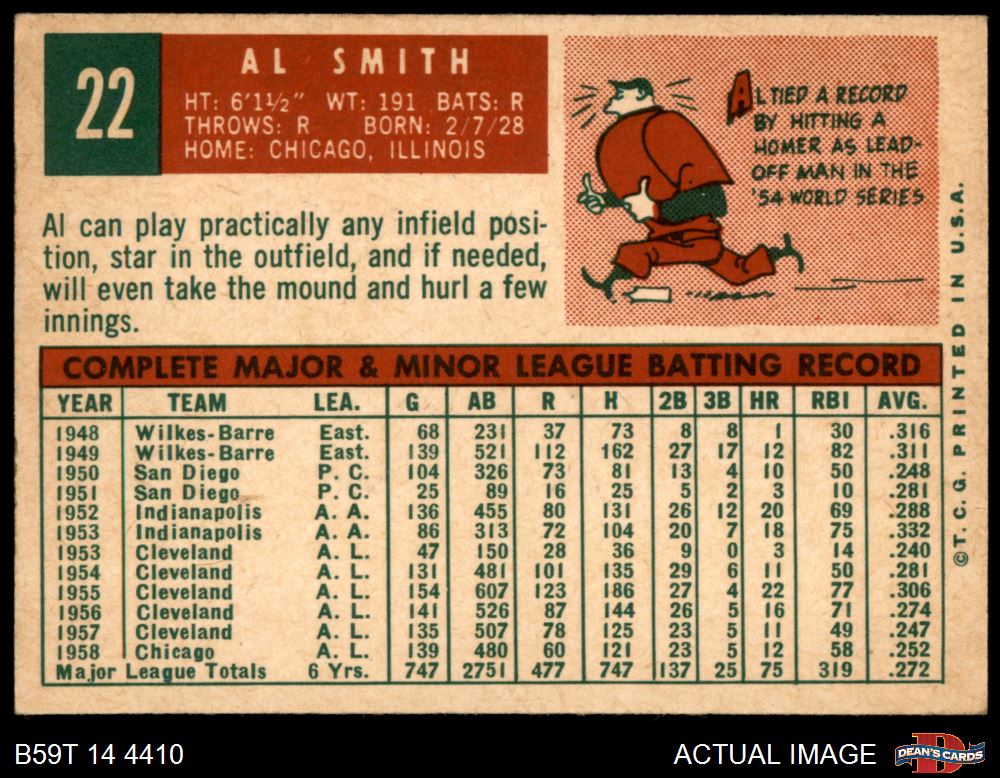 22
AL SMITH
HT: 6'1½" WT: 191 BATS: R
THROWS: R BORN: 2/7/28
HOME: CHICAGO, ILLINOIS
AL TIED A RECORD
BY HITTING A
HOMER AS LEAD-
OFF MAN IN THE
'54 WORLD SERIES
Al can play practically any infield posi-
tion, star in the outfield, and if needed,
will even take the mound and hurl a few
innings.
COMPLETE MAJOR & MINOR LEAGUE BATTING RECORD
YEAR TEAM LEA. G AB R H 2B 3B HR RBI AVG.
1948 Wilkes-Barre East. 68 231 37 73 8 8 1 30 .316
1949 Wilkes-Barre East. 139 521 112 162 27 17 12 82 .311
1950 San Diego P. C. 104 326 73 81 13 4 10 50 .248
1951 San Diego P. C. 25 89 16 25 5 2 3 10 .281
1952 Indianapolis A. A. 136 455 80 131 26 12 20 69 .288
1953 Indianapolis A. A. 86 313 72 104 20 7 18 75 .332
1953 Cleveland A. L. 47 150 28 36 9 0 3 14 .240
1954 Cleveland A. L. 131 481 101 135 29 6 11 50 .281
1955 Cleveland A. L. 154 607 123 186 27 4 22 77 .306
1956 Cleveland A. L. 141 526 87 144 26 5 16 71 .274
1957 Cleveland A. L. 135 507 78 125 23 5 11 49 .247
1958 Chicago A. L. 139 480 60 121 23 5 12 58 .252
Major League Totals 6 Yrs. 747 2751 477 747 137 25 75 319 .272
© T. C. G. PRINTED IN U.S.A.
B59T 14 4410
ACTUAL IMAGE
DEAN'S CARDS